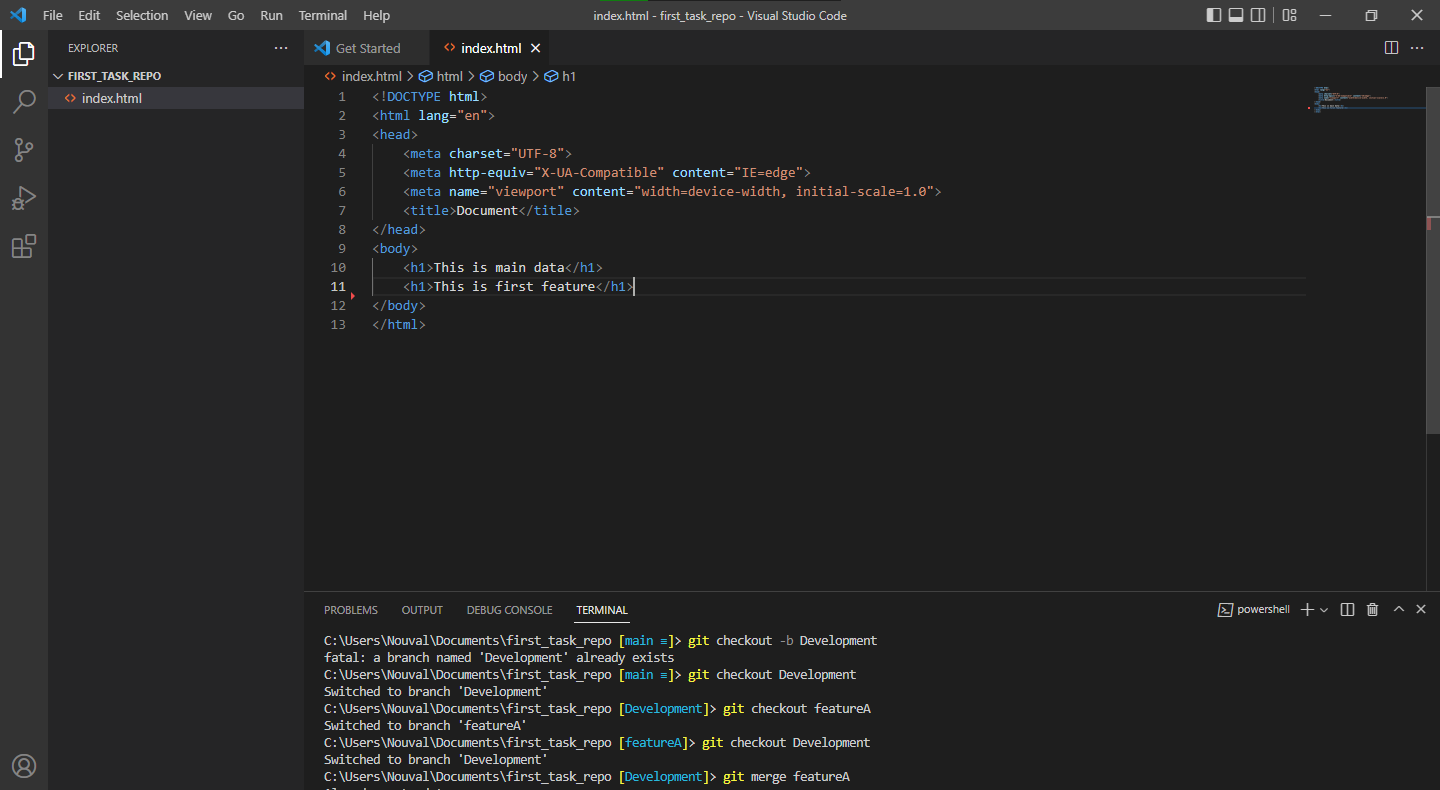 File Edit Selection View Go Run Terminal Help index.html - first_task_repo - Visual Studio Code
EXPLORER
FIRST_TASK_REPO
index.html
Get Started index.html
index.html > html > body > h1
1 <!DOCTYPE html>
2 <html lang="en">
3 <head>
4 <meta charset="UTF-8">
5 <meta http-equiv="X-UA-Compatible" content="IE=edge">
6 <meta name="viewport" content="width=device-width, initial-scale=1.0">
7 <title>Document</title>
8 </head>
9 <body>
10 <h1>This is main data</h1>
11 <h1>This is first feature</h1>
12 </body>
13 </html>
PROBLEMS OUTPUT DEBUG CONSOLE TERMINAL powershell
C:\Users\Nouval\Documents\first_task_repo [main ≡]> git checkout -b Development
fatal: a branch named 'Development' already exists
C:\Users\Nouval\Documents\first_task_repo [main ≡]> git checkout Development
Switched to branch 'Development'
C:\Users\Nouval\Documents\first_task_repo [Development]> git checkout featureA
Switched to branch 'featureA'
C:\Users\Nouval\Documents\first_task_repo [featureA]> git checkout Development
Switched to branch 'Development'
C:\Users\Nouval\Documents\first_task_repo [Development]> git merge featureA